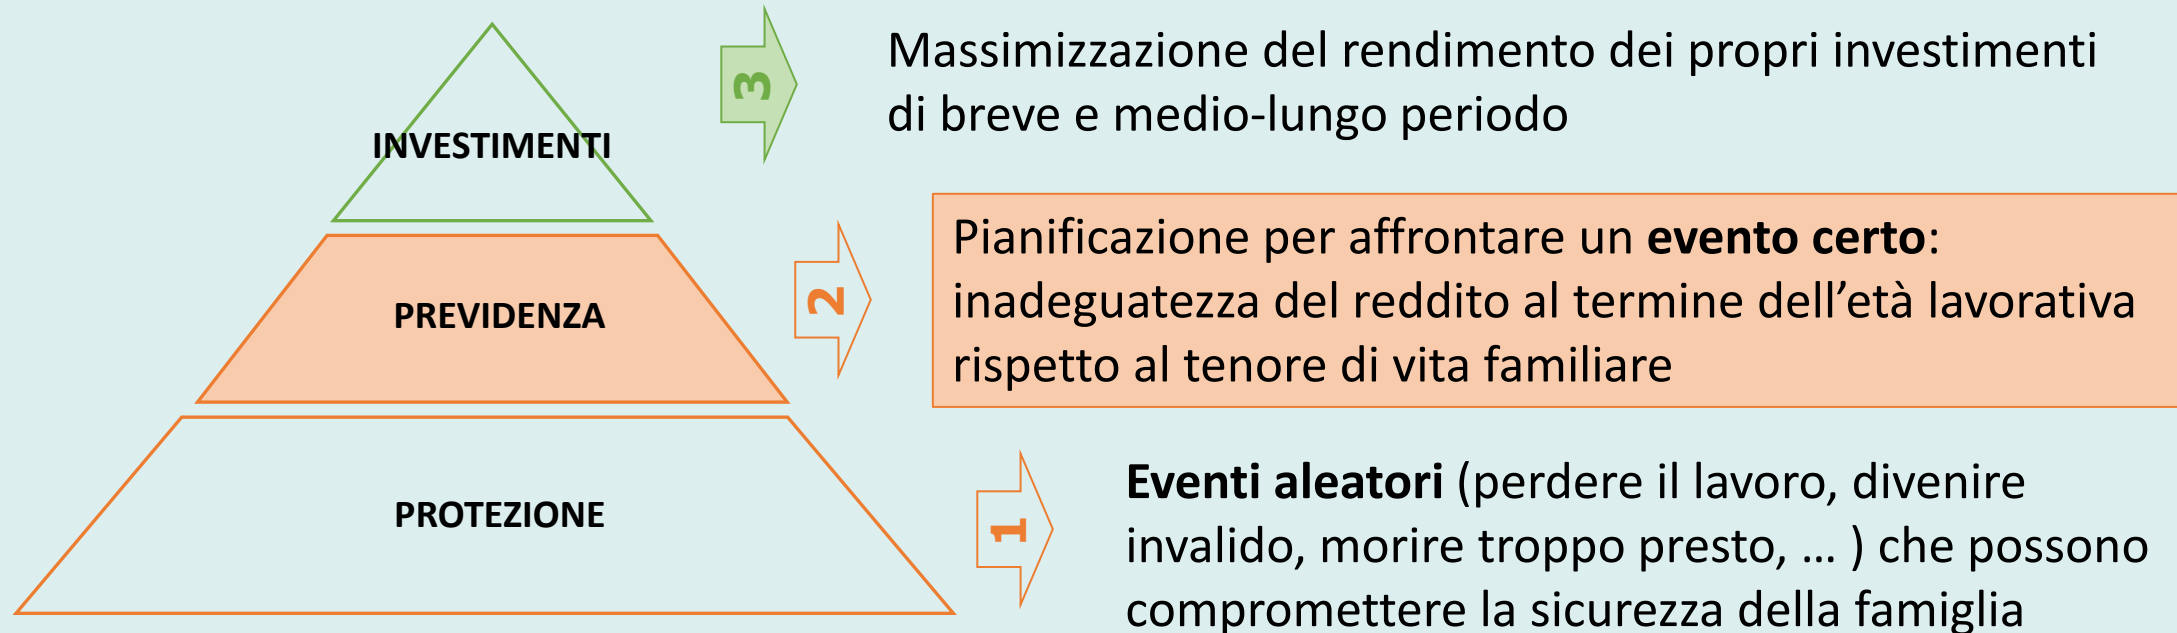 INVESTIMENTI
3
Massimizzazione del rendimento dei propri investimenti
di breve e medio-lungo periodo
PREVIDENZA
2
Pianificazione per affrontare un evento certo:
inadeguatezza del reddito al termine dell’età lavorativa
rispetto al tenore di vita familiare
PROTEZIONE
1
Eventi aleatori (perdere il lavoro, divenire
invalido, morire troppo presto, … ) che possono
compromettere la sicurezza della famiglia